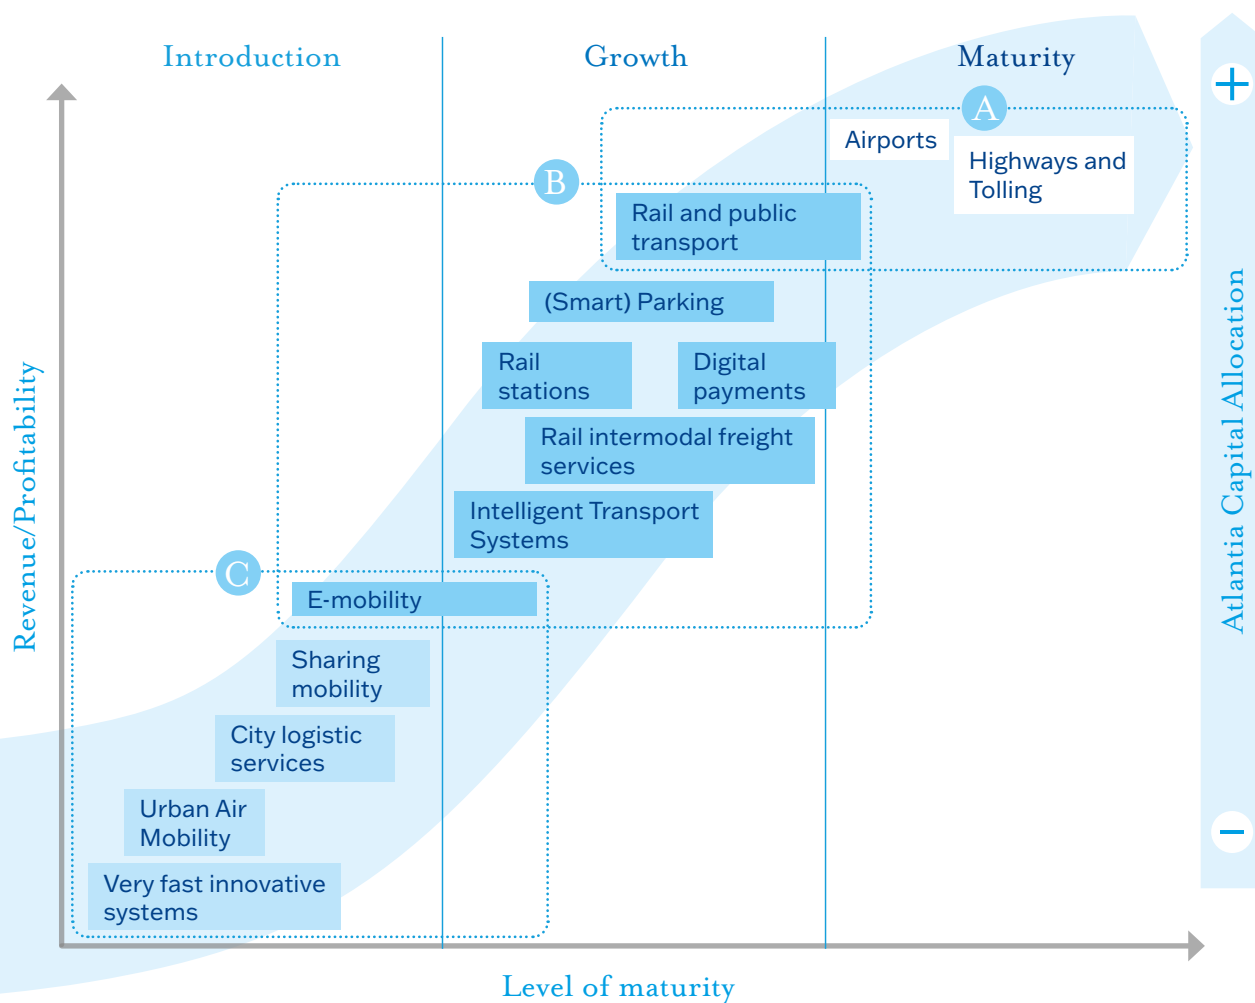 Introduction
Growth
Maturity
A
Airports
Highways and
Tolling
B
Rail and public
transport
(Smart) Parking
Rail
stations
Digital
payments
Rail intermodal freight
services
Intelligent Transport
Systems
C
E-mobility
Sharing
mobility
City logistic
services
Urban Air
Mobility
Very fast innovative
systems
Revenue/Profitability
Level of maturity
+
Atlantia Capital Allocation
−